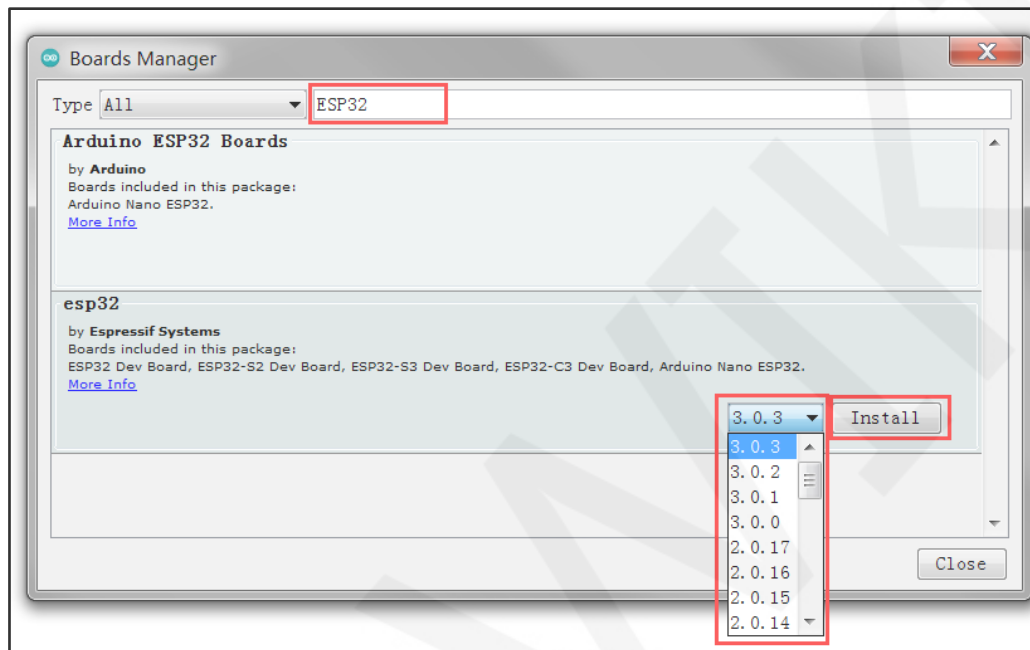 Boards Manager
Type All ESP32
Arduino ESP32 Boards
by Arduino
Boards included in this package:
Arduino Nano ESP32.
More Info
esp32
by Espressif Systems
Boards included in this package:
ESP32 Dev Board, ESP32-S2 Dev Board, ESP32-S3 Dev Board, ESP32-C3 Dev Board, Arduino Nano ESP32.
More Info
3.0.3 Install
3.0.3
3.0.2
3.0.1
3.0.0
2.0.17
2.0.16
2.0.15
2.0.14
Close